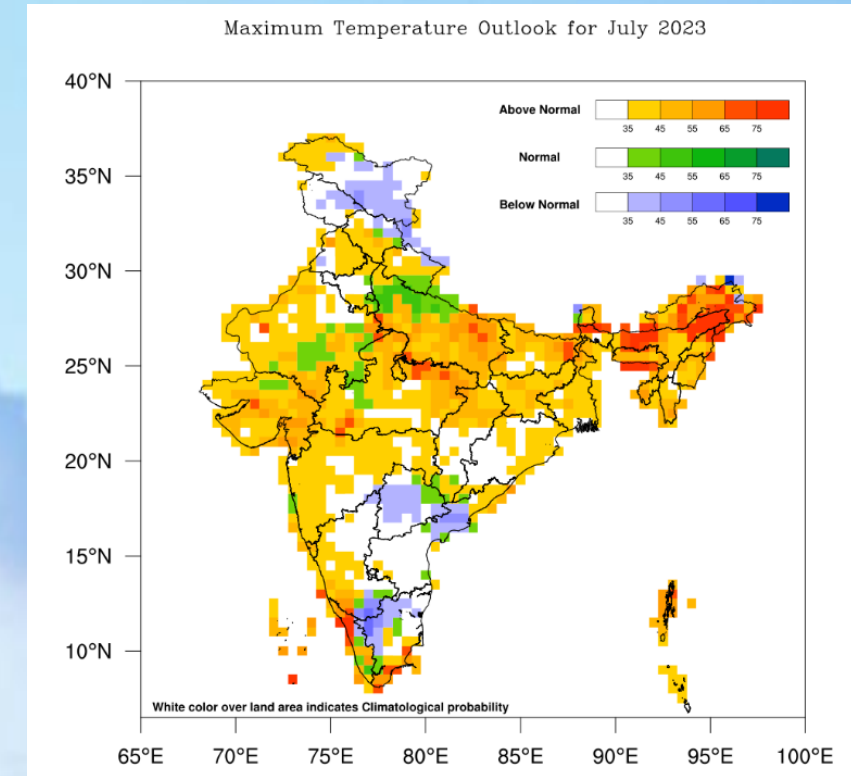 Maximum Temperature Outlook for July 2023
40°N
35°N
30°N
25°N
20°N
15°N
10°N
Above Normal
35 45 55 65 75
Normal
35 45 55 65 75
Below Normal
35 45 55 65 75
White color over land area indicates Climatological probability
65°E 70°E 75°E 80°E 85°E 90°E 95°E 100°E